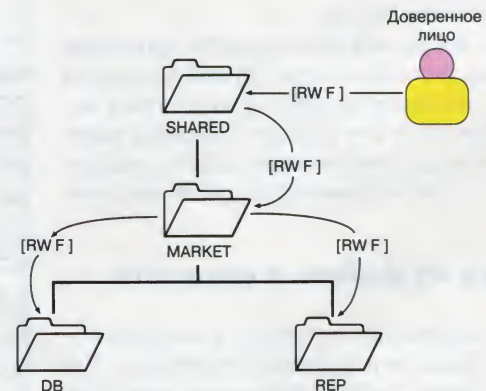 Доверенное
лицо
[RW F ]
SHARED
[RW F ]
[RW F ]
MARKET
[RW F ]
DB
REP